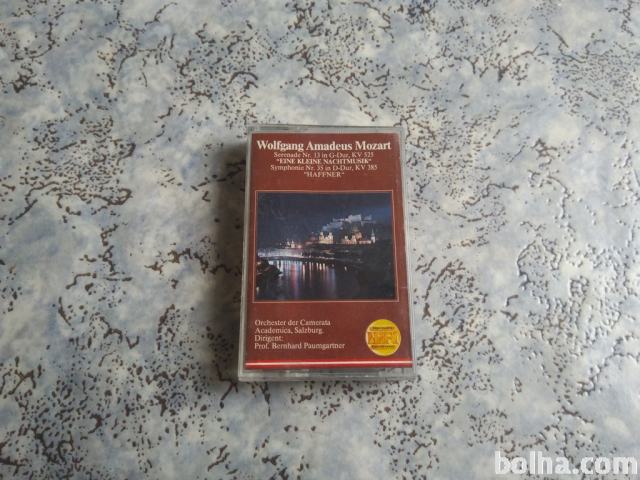 Wolfgang Amadeus Mozart
Serenade Nr. 13 in G-Dur, KV 525
"EINE KLEINE NACHTMUSIK"
Symphonie Nr. 35 in D-Dur, KV 385
"HAFFNER"
Orchester der Camerata
Academica, Salzburg.
Dirigent:
Prof. Bernhard Paumgartner
bolha.com